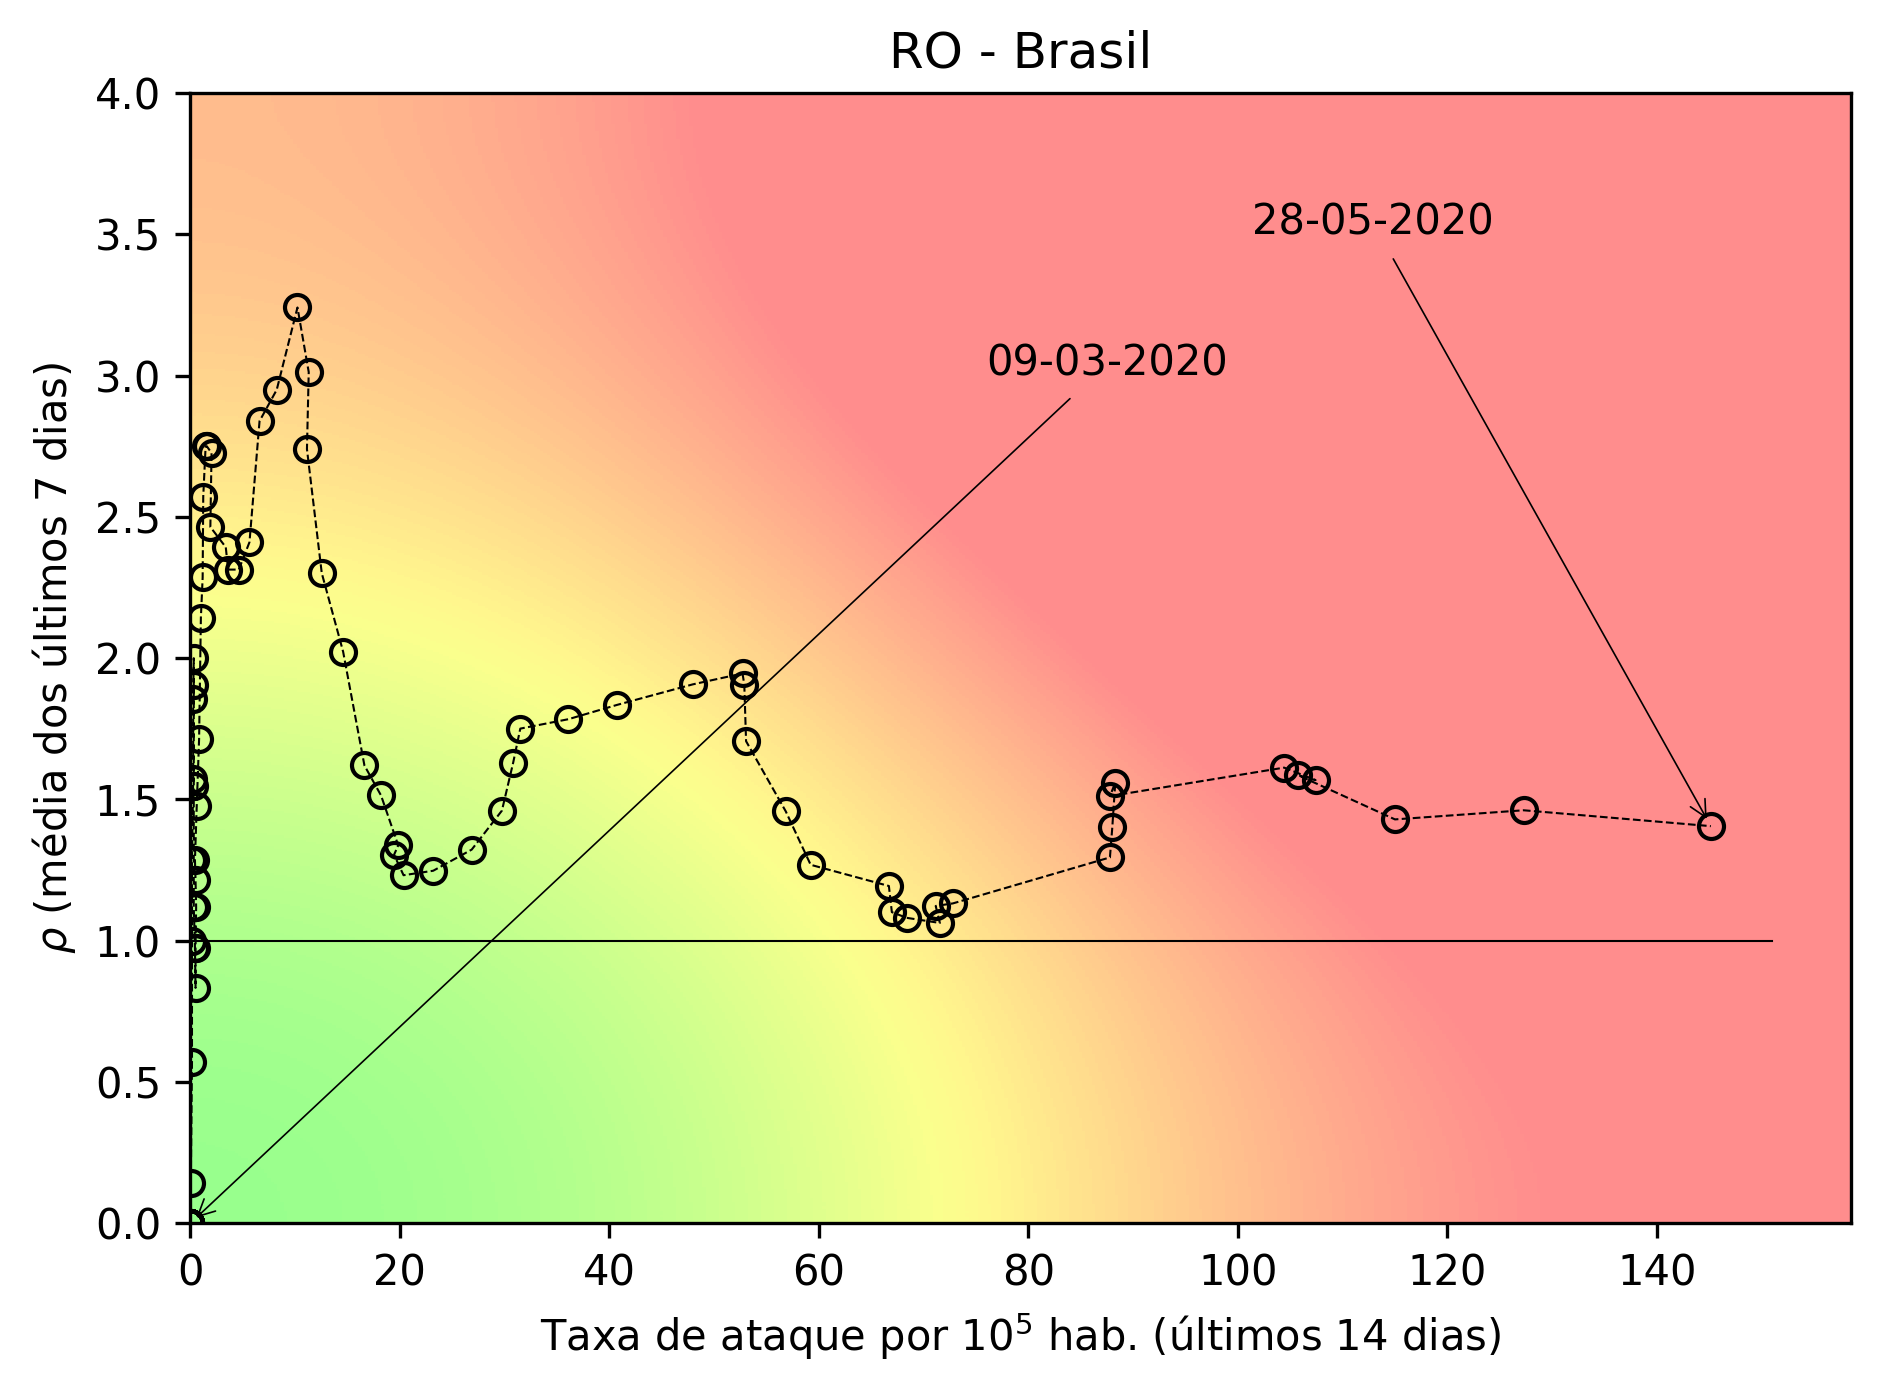 RO - Brasil
ρ (média dos últimos 7 dias)
4.0
3.5
3.0
2.5
2.0
1.5
1.0
0.5
0.0
28-05-2020
09-03-2020
0 20 40 60 80 100 120 140
Taxa de ataque por 10⁵ hab. (últimos 14 dias)